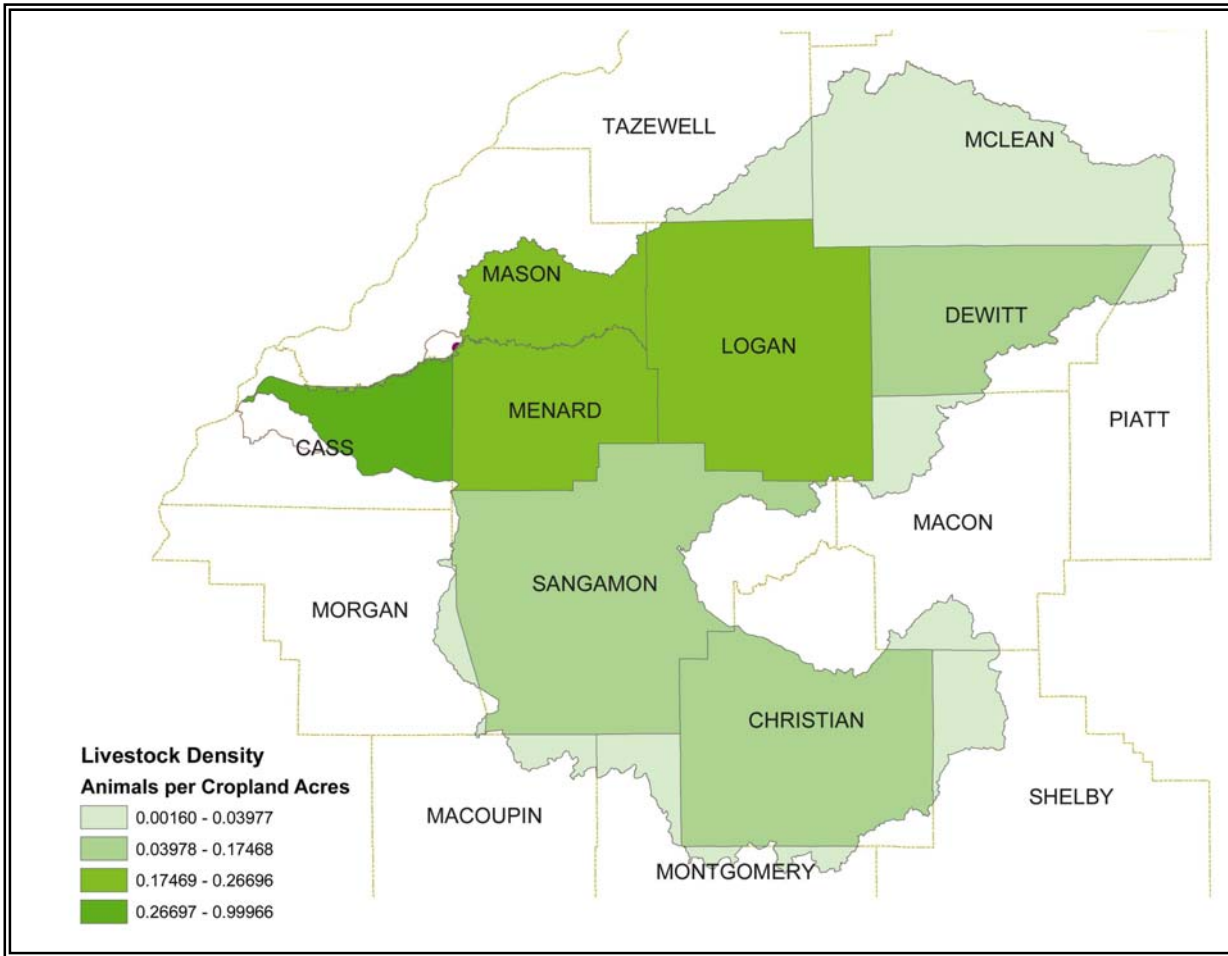 TAZEWELL
MCLEAN
MASON
DEWITT
LOGAN
MENARD
PIATT
CASS
MACON
SANGAMON
MORGAN
CHRISTIAN
Livestock Density
Animals per Cropland Acres
0.00160 - 0.03977
0.03978 - 0.17468
0.17469 - 0.26696
0.26697 - 0.99966
SHELBY
MACOUPIN
MONTGOMERY